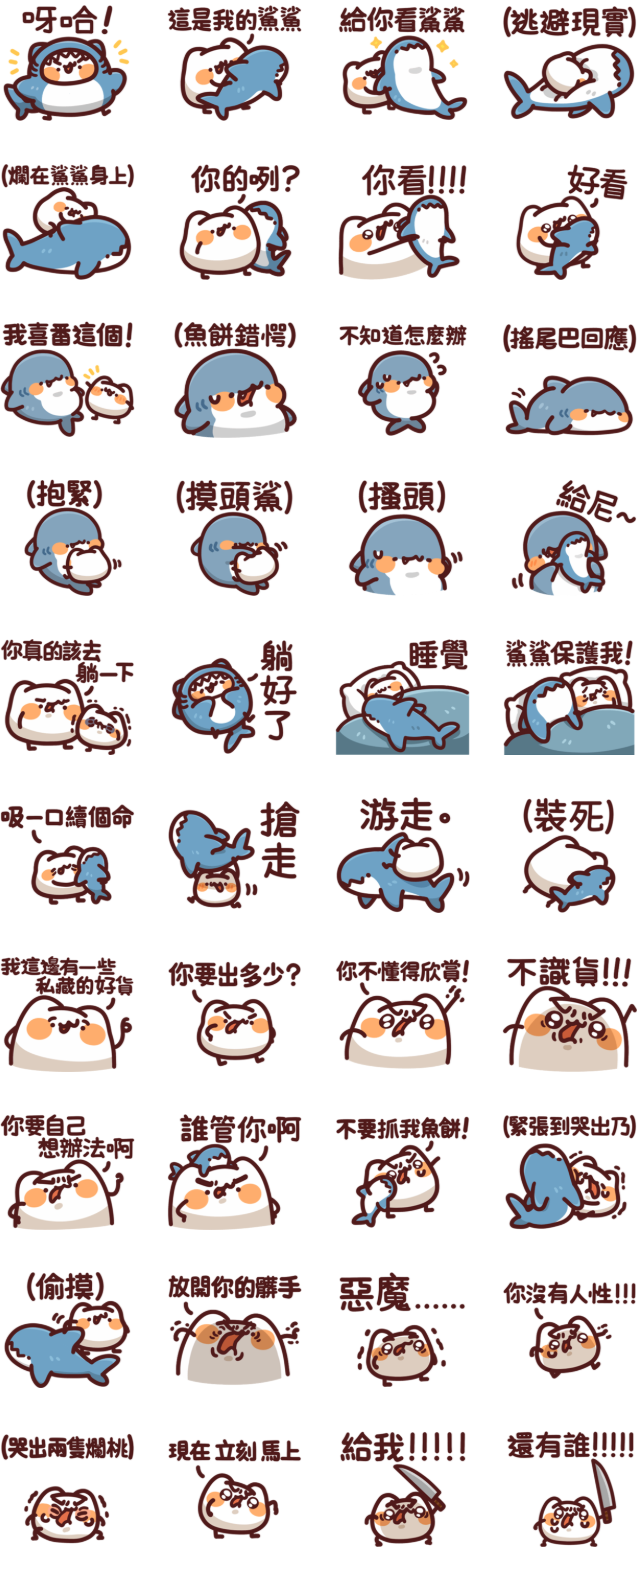 呀哈!
這是我的鯊鯊
給你看鯊鯊
(逃避現實)
(爛在鯊鯊身上)
你的咧?
你看!!!!
好看
我喜番這個!
(魚餅錯愕)
不知道怎麼辦
(搖尾巴回應)
(抱緊)
(摸頭鯊)
(搔頭)
給尼~
你真的該去
躺一下
躺
好
了
睡覺
鯊鯊保護我!
吸一口續個命
搶
走
游走。
(裝死)
我這邊有一些
私藏的好貨
你要出多少?
你不懂得欣賞!
不識貨!!!
你要自己
想辦法啊
誰管你啊
不要抓我魚餅!
(緊張到哭出乃)
(偷摸)
放開你的髒手
惡魔......
你沒有人性!!!
(哭出兩隻爛桃)
現在 立刻 馬上
給我!!!!!
還有誰!!!!!